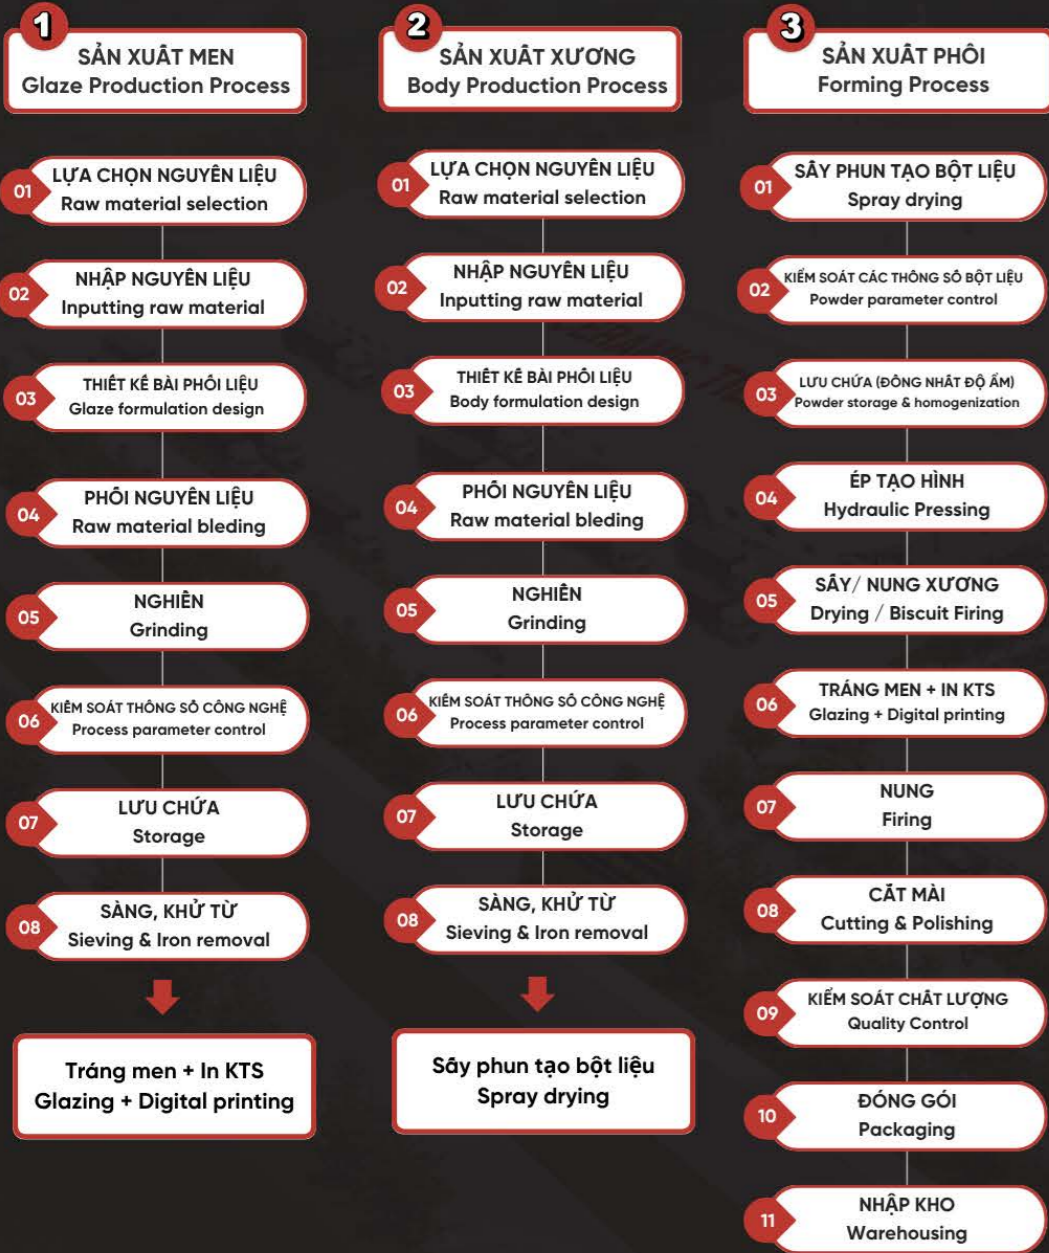 1
SẢN XUẤT MEN
Glaze Production Process
01
LỰA CHỌN NGUYÊN LIỆU
Raw material selection
02
NHẬP NGUYÊN LIỆU
Inputting raw material
03
THIẾT KẾ BÀI PHỐI LIỆU
Glaze formulation design
04
PHỐI NGUYÊN LIỆU
Raw material bleding
05
NGHIỀN
Grinding
06
KIỂM SOÁT THÔNG SỐ CÔNG NGHỆ
Process parameter control
07
LƯU CHỨA
Storage
08
SÀNG, KHỬ TỪ
Sieving & Iron removal
Tráng men + In KTS
Glazing + Digital printing
2
SẢN XUẤT XƯƠNG
Body Production Process
01
LỰA CHỌN NGUYÊN LIỆU
Raw material selection
02
NHẬP NGUYÊN LIỆU
Inputting raw material
03
THIẾT KẾ BÀI PHỐI LIỆU
Body formulation design
04
PHỐI NGUYÊN LIỆU
Raw material bleding
05
NGHIỀN
Grinding
06
KIỂM SOÁT THÔNG SỐ CÔNG NGHỆ
Process parameter control
07
LƯU CHỨA
Storage
08
SÀNG, KHỬ TỪ
Sieving & Iron removal
Sấy phun tạo bột liệu
Spray drying
3
SẢN XUẤT PHÔI
Forming Process
01
SẤY PHUN TẠO BỘT LIỆU
Spray drying
02
KIỂM SOÁT CÁC THÔNG SỐ BỘT LIỆU
Powder parameter control
03
LƯU CHỨA (ĐỒNG NHẤT ĐỘ ẨM)
Powder storage & homogenization
04
ÉP TẠO HÌNH
Hydraulic Pressing
05
SẤY/ NUNG XƯƠNG
Drying / Biscuit Firing
06
TRÁNG MEN + IN KTS
Glazing + Digital printing
07
NUNG
Firing
08
CẮT MÀI
Cutting & Polishing
09
KIỂM SOÁT CHẤT LƯỢNG
Quality Control
10
ĐÓNG GÓI
Packaging
11
NHẬP KHO
Warehousing